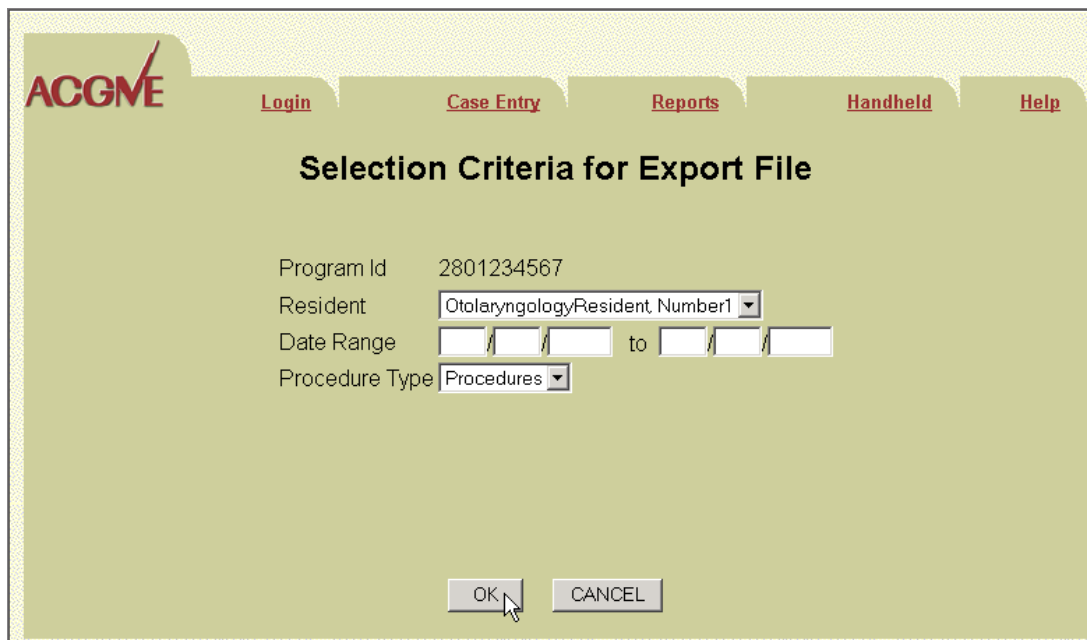 ACGME
Login Case Entry Reports Handheld Help
Selection Criteria for Export File
Program Id 2801234567
Resident OtolaryngologyResident, Number1
Date Range / / to / /
Procedure Type Procedures
OK CANCEL